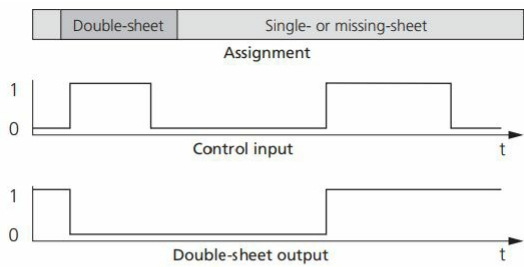 Double-sheet Single- or missing-sheet
Assignment
1
0
Control input t
1
0
Double-sheet output t